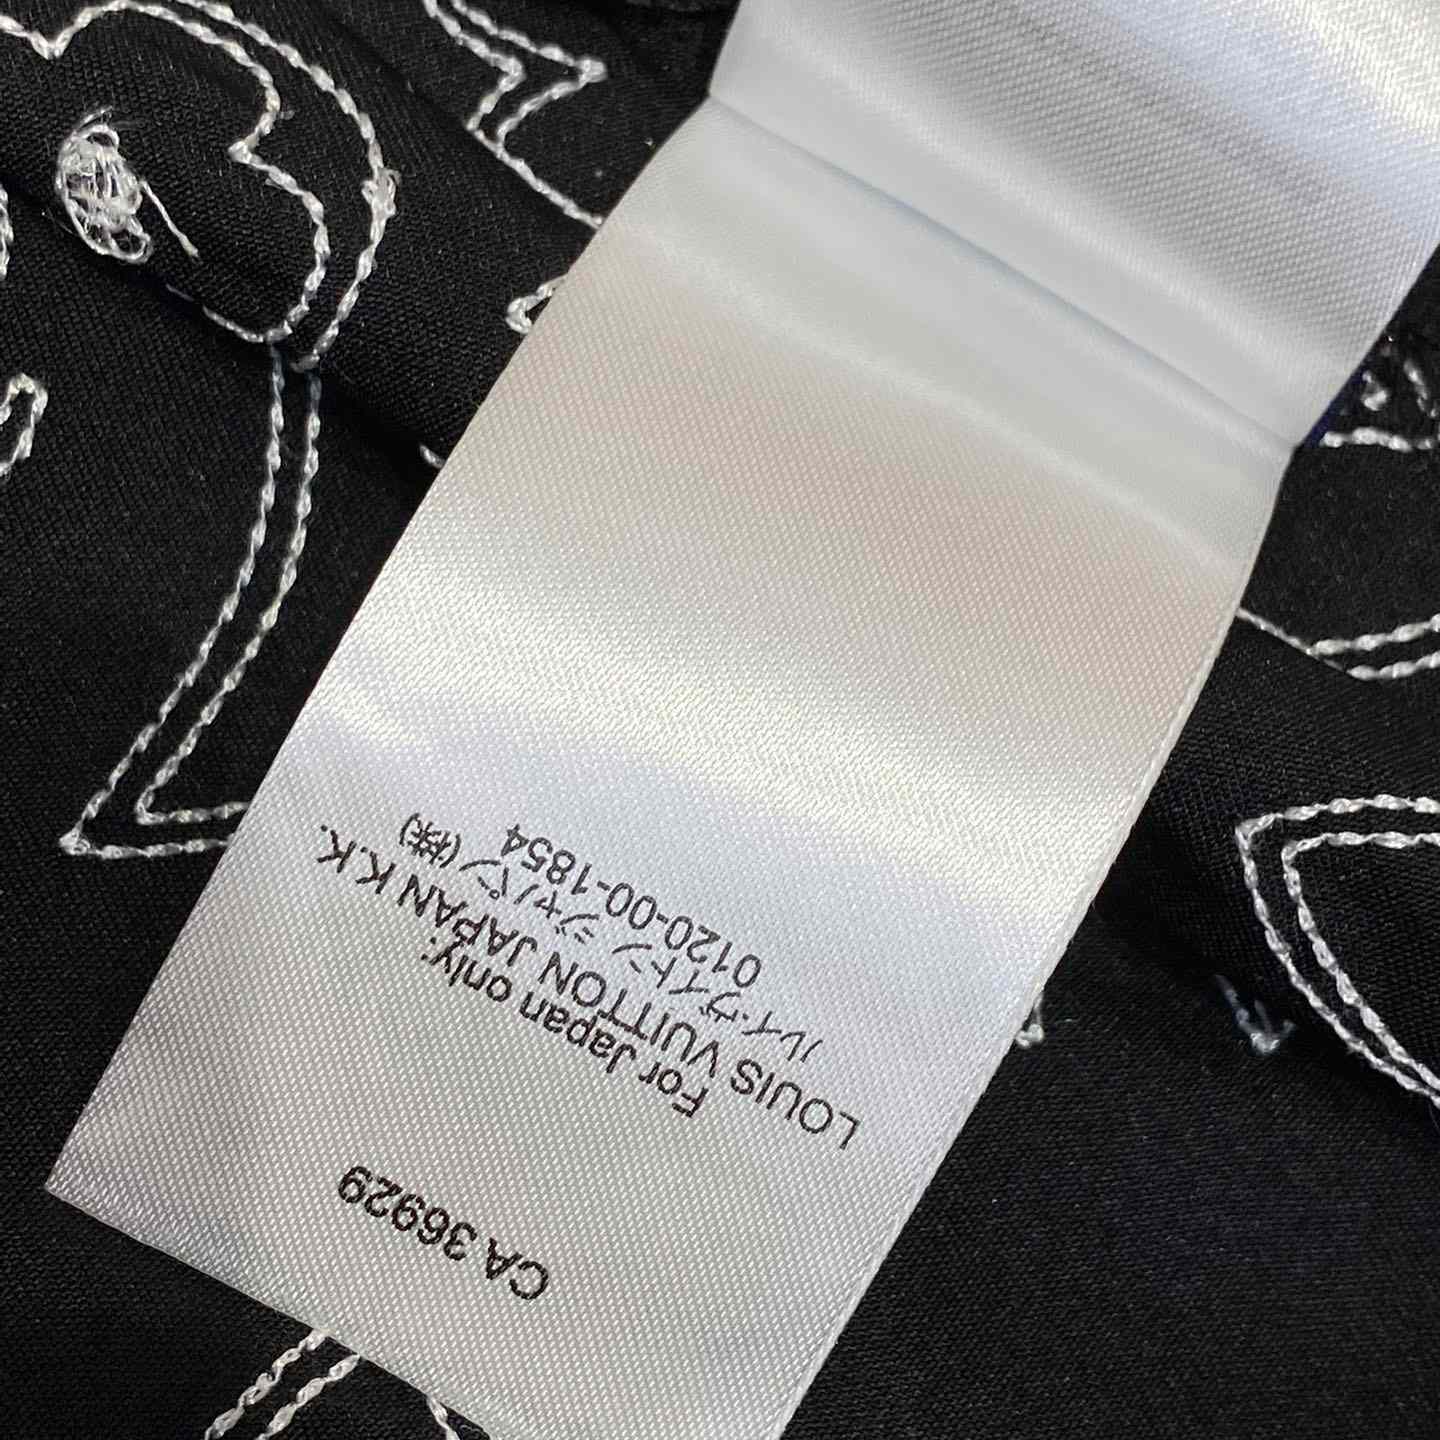 CA 36929
For Japan only:
LOUIS VUITTON JAPAN K.K.
ルイ・ヴィトン ジャパン(株)
0120-00-1854